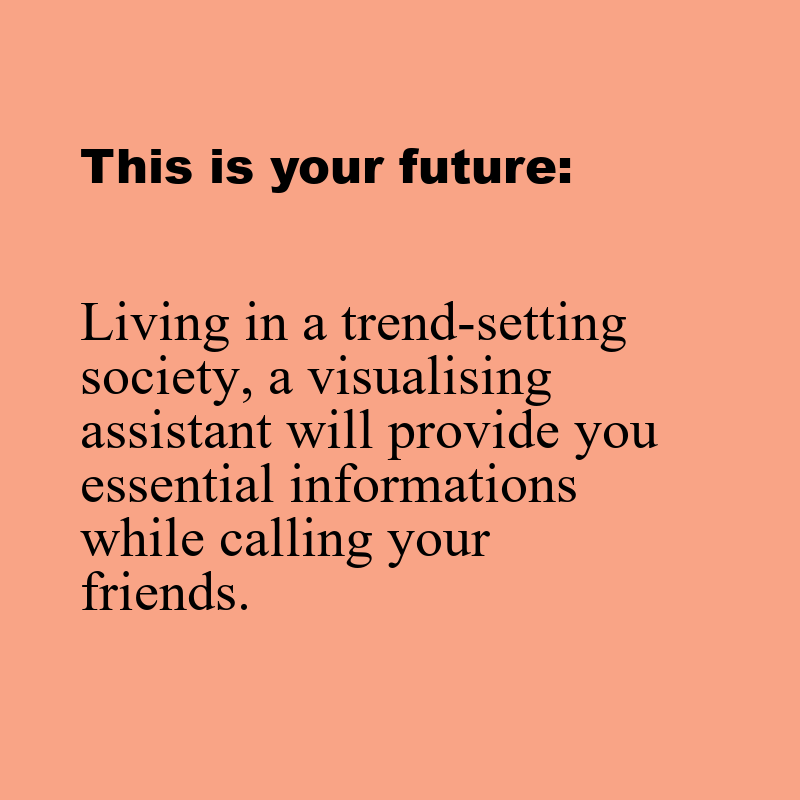 This is your future:
Living in a trend-setting
society, a visualising
assistant will provide you
essential informations
while calling your
friends.